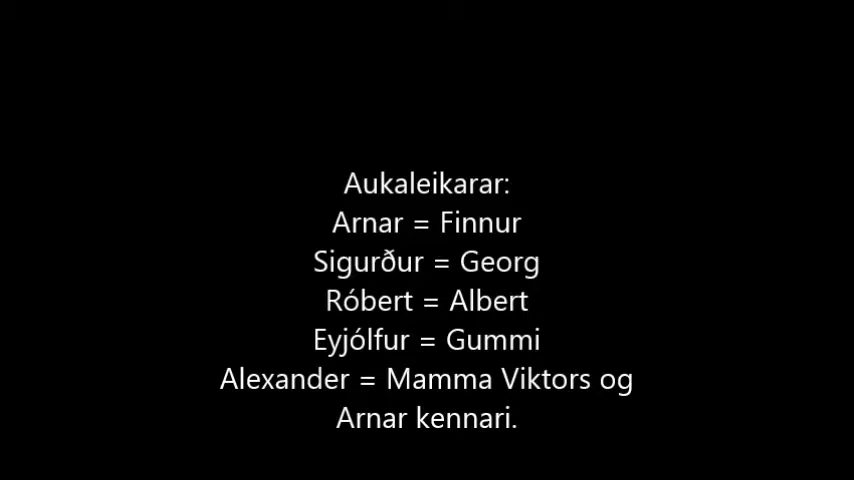 Aukaleikarar:
Arnar = Finnur
Sigurður = Georg
Róbert = Albert
Eyjólfur = Gummi
Alexander = Mamma Viktors og
Arnar kennari.